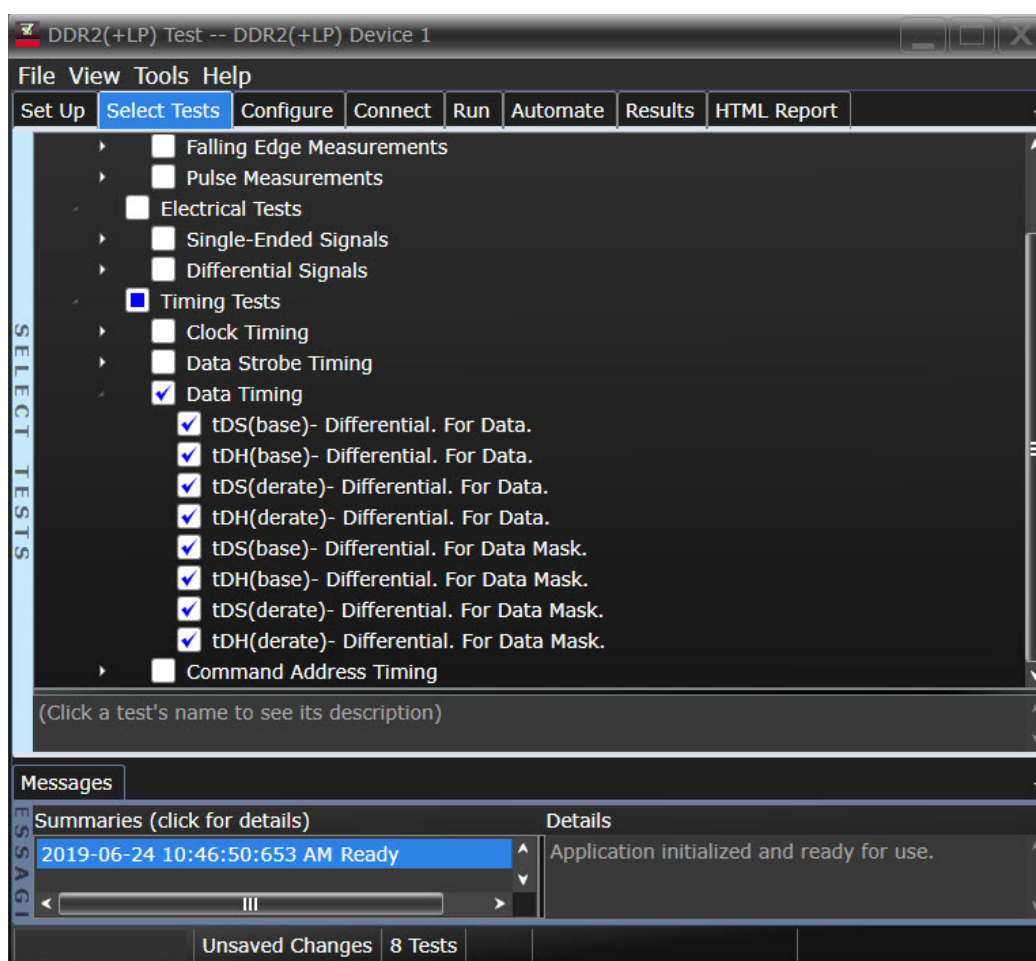 DDR2(+LP) Test -- DDR2(+LP) Device 1
File View Tools Help
Set Up Select Tests Configure Connect Run Automate Results HTML Report
SELECT TESTS
Falling Edge Measurements
Pulse Measurements
Electrical Tests
Single-Ended Signals
Differential Signals
Timing Tests
Clock Timing
Data Strobe Timing
Data Timing
tDS(base)- Differential. For Data.
tDH(base)- Differential. For Data.
tDS(derate)- Differential. For Data.
tDH(derate)- Differential. For Data.
tDS(base)- Differential. For Data Mask.
tDH(base)- Differential. For Data Mask.
tDS(derate)- Differential. For Data Mask.
tDH(derate)- Differential. For Data Mask.
Command Address Timing
(Click a test's name to see its description)
Messages
ESSAGI
Summaries (click for details) Details
2019-06-24 10:46:50:653 AM Ready Application initialized and ready for use.
Unsaved Changes 8 Tests